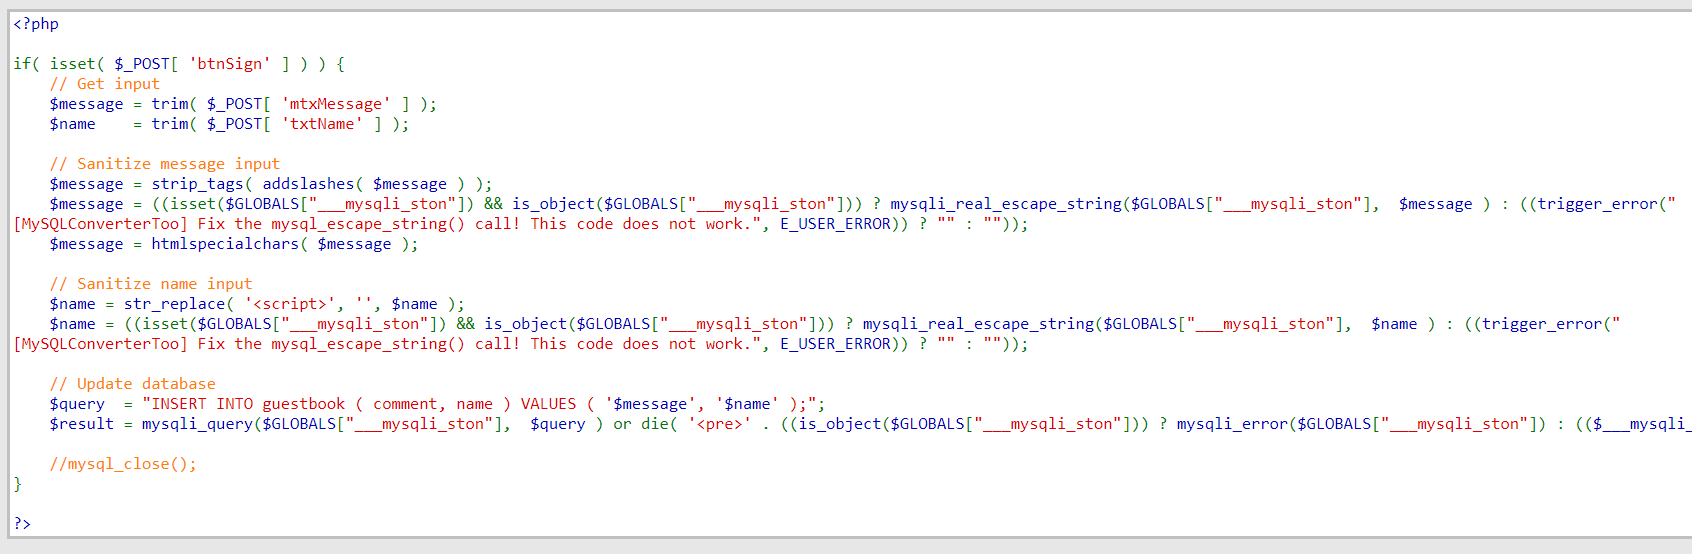 <?php
if( isset( $_POST[ 'btnSign' ] ) ) {
    // Get input
    $message = trim( $_POST[ 'mtxMessage' ] );
    $name    = trim( $_POST[ 'txtName' ] );
    // Sanitize message input
    $message = strip_tags( addslashes( $message ) );
    $message = ((isset($GLOBALS["___mysqli_ston"]) && is_object($GLOBALS["___mysqli_ston"])) ? mysqli_real_escape_string($GLOBALS["___mysqli_ston"],  $message ) : ((trigger_error("
[MySQLConverterToo] Fix the mysql_escape_string() call! This code does not work.", E_USER_ERROR)) ? "" : ""));
    $message = htmlspecialchars( $message );
    // Sanitize name input
    $name = str_replace( '<script>', '', $name );
    $name = ((isset($GLOBALS["___mysqli_ston"]) && is_object($GLOBALS["___mysqli_ston"])) ? mysqli_real_escape_string($GLOBALS["___mysqli_ston"],  $name ) : ((trigger_error("
[MySQLConverterToo] Fix the mysql_escape_string() call! This code does not work.", E_USER_ERROR)) ? "" : ""));
    // Update database
    $query  = "INSERT INTO guestbook ( comment, name ) VALUES ( '$message', '$name' );";
    $result = mysqli_query($GLOBALS["___mysqli_ston"],  $query ) or die( '<pre>' . ((is_object($GLOBALS["___mysqli_ston"])) ? mysqli_error($GLOBALS["___mysqli_ston"]) : (($___mysqli_
    //mysql_close();
}
?>